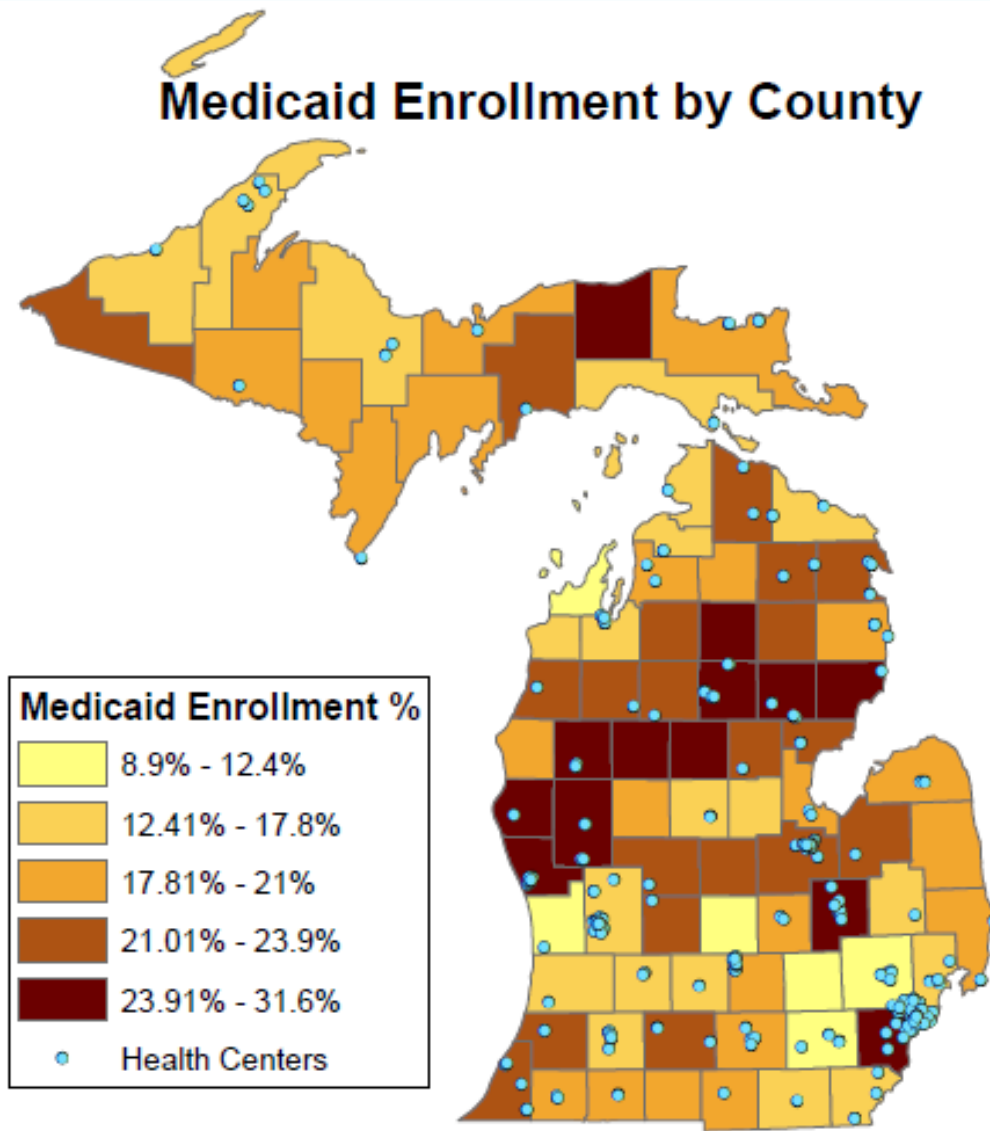 Medicaid Enrollment by County
Medicaid Enrollment %
8.9% - 12.4%
12.41% - 17.8%
17.81% - 21%
21.01% - 23.9%
23.91% - 31.6%
Health Centers